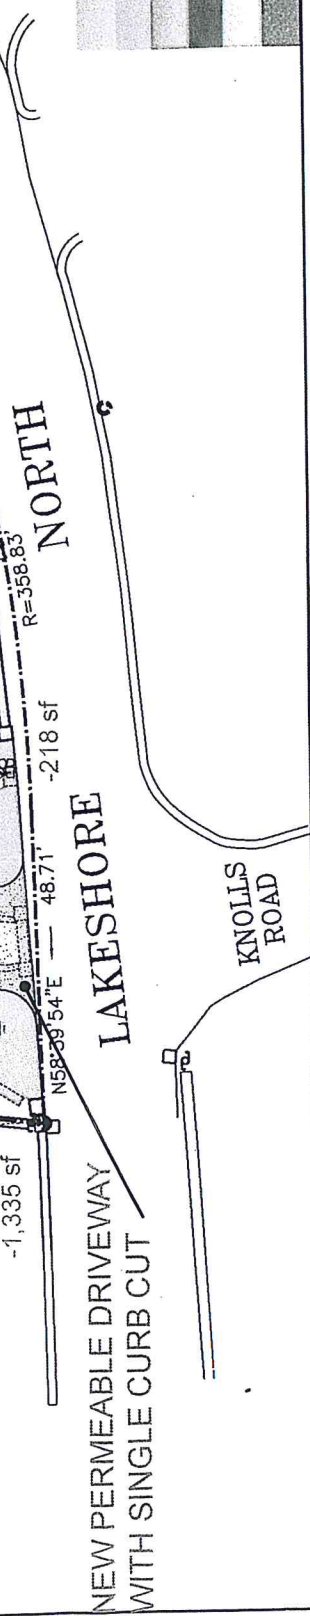 NEW PERMEABLE DRIVEWAY
WITH SINGLE CURB CUT
-1,335 sf
N58°39'54"E
48.71'
-218 sf
R=358.83'
LAKESHORE
NORTH
KNOLLS
ROAD